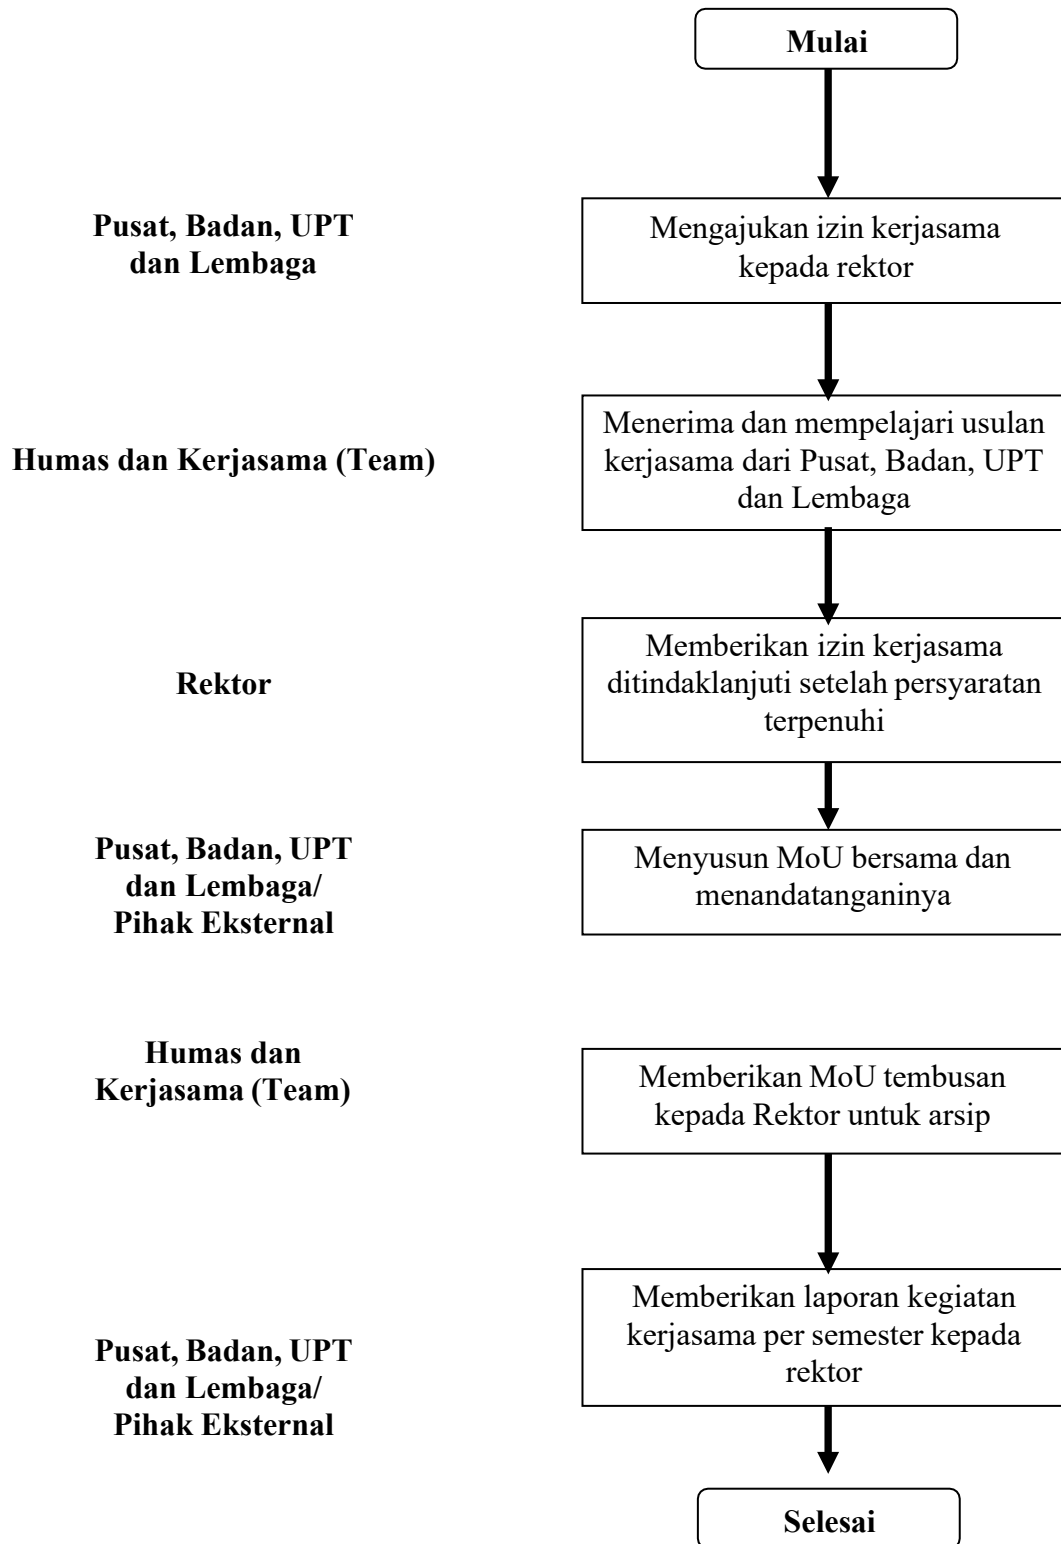 Mulai
Pusat, Badan, UPT
dan Lembaga
Mengajukan izin kerjasama
kepada rektor
Humas dan Kerjasama (Team)
Menerima dan mempelajari usulan
kerjasama dari Pusat, Badan, UPT
dan Lembaga
Rektor
Memberikan izin kerjasama
ditindaklanjuti setelah persyaratan
terpenuhi
Pusat, Badan, UPT
dan Lembaga/
Pihak Eksternal
Menyusun MoU bersama dan
menandatanganinya
Humas dan
Kerjasama (Team)
Memberikan MoU tembusan
kepada Rektor untuk arsip
Pusat, Badan, UPT
dan Lembaga/
Pihak Eksternal
Memberikan laporan kegiatan
kerjasama per semester kepada
rektor
Selesai